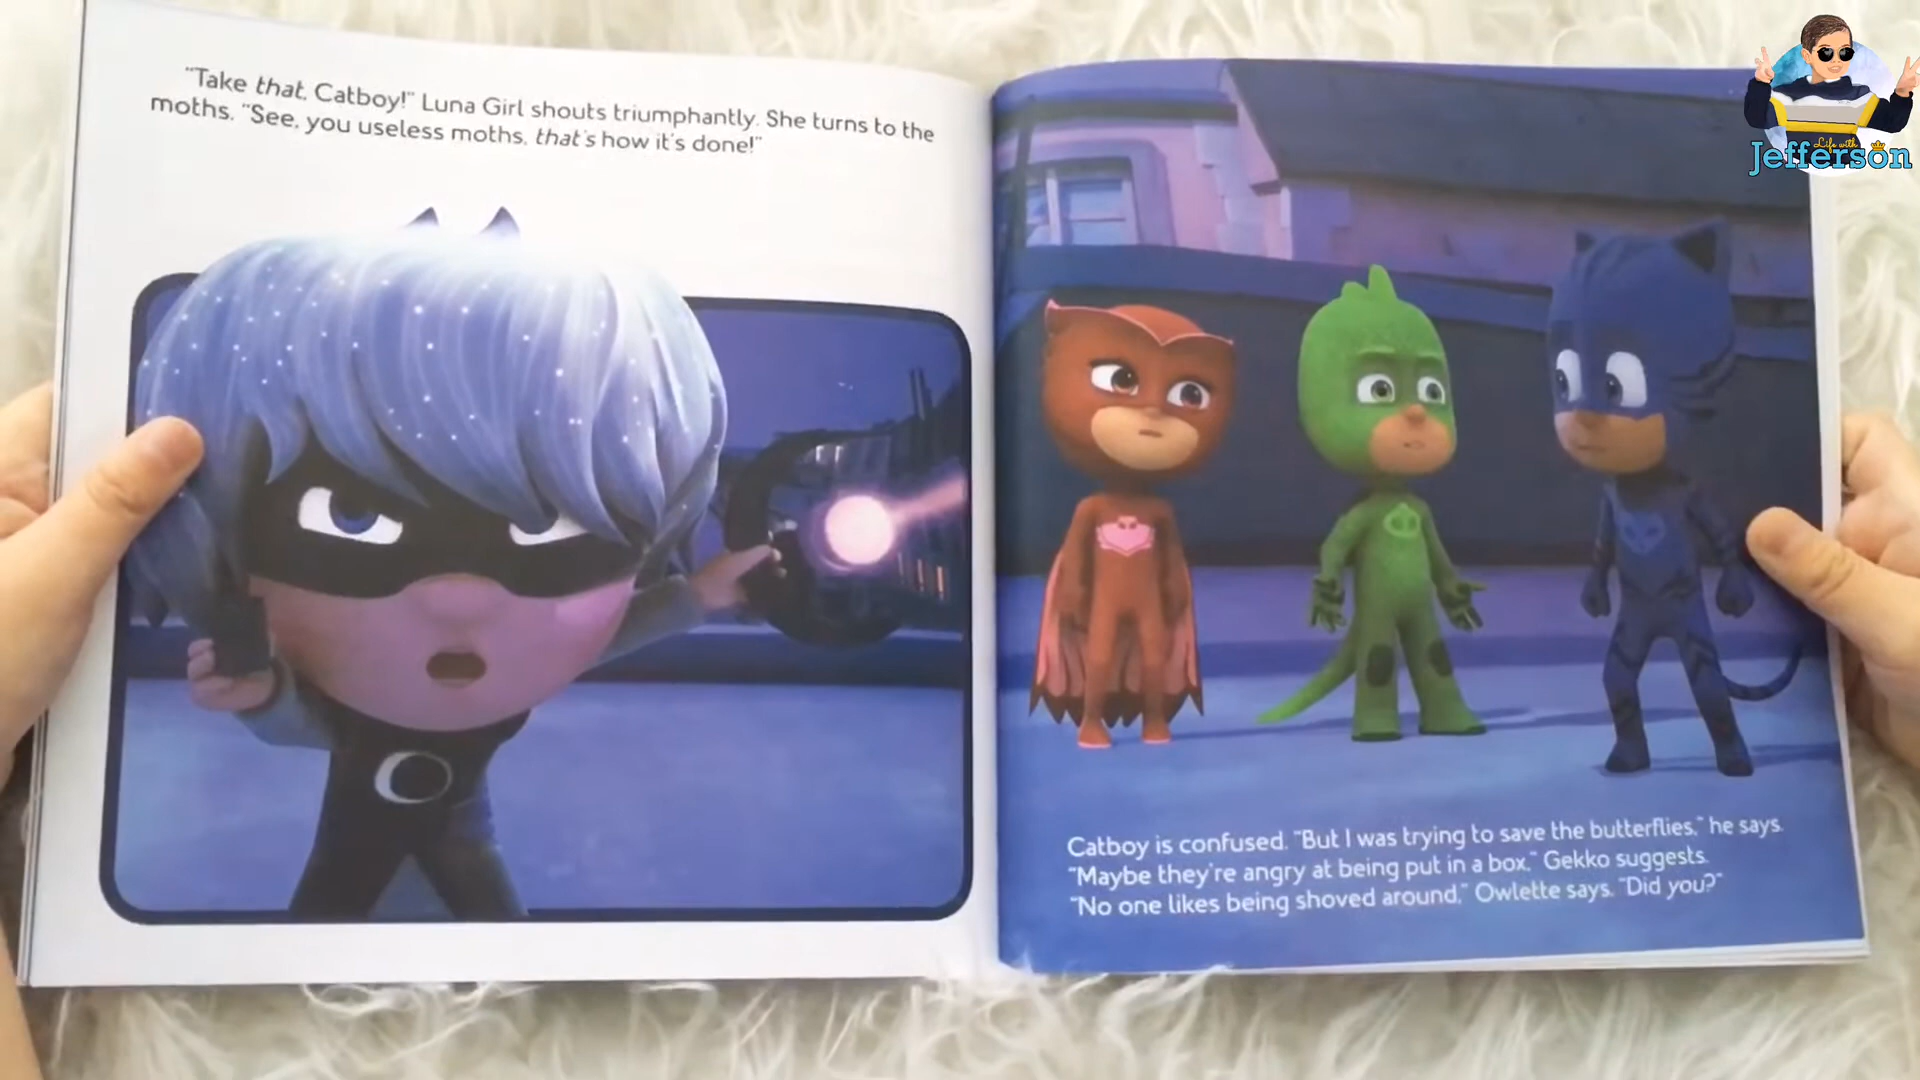 "Take that, Catboy!" Luna Girl shouts triumphantly. She turns to the
moths. "See, you useless moths, that's how it's done!"
Life with
Jefferson
Catboy is confused. "But I was trying to save the butterflies," he says.
"Maybe they're angry at being put in a box," Gekko suggests.
"No one likes being shoved around," Owlette says. "Did you?"